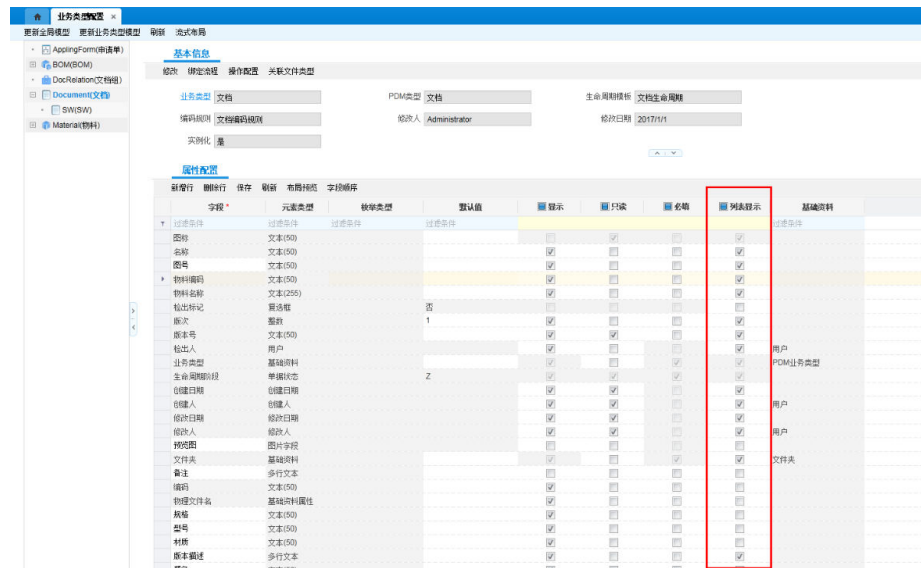 业务类型配置 ×
更新全局模型 更新业务类型模型 刷新 流式布局
ApplingForm(申请单)
BOM(BOM)
DocRelation(文档组)
Document(文档)
SW(SW)
Material(物料)
基本信息
修改 绑定流程 操作配置 关联文件类型
业务类型 文档 PDM类型 文档 生命周期模板 文档生命周期
编码规则 文档编码规则 修改人 Administrator 修改日期 2017/1/1
实例化 是
属性配置
新增行 删除行 保存 刷新 布局预览 字段顺序
字段* 元素类型 枚举类型 默认值 显示 只读 必填 列表显示 基础资料
过滤条件 过滤条件 过滤条件 过滤条件 过滤条件
图标 文本(50)
名称 文本(50)
图号 文本(50)
物料编码 文本(50)
物料名称 文本(255)
检出标记 复选框 否
版次 整数 1
版本号 文本(50)
检出人 用户 用户
业务类型 基础资料 PDM业务类型
生命周期阶段 单据状态 Z
创建日期 创建日期
创建人 创建人 用户
修改日期 修改日期
修改人 修改人 用户
预览图 图片字段
文件夹 基础资料 文件夹
备注 多行文本
编码 文本(50)
物理文件名 基础资料属性
规格 文本(50)
型号 文本(50)
材质 文本(50)
版本描述 多行文本